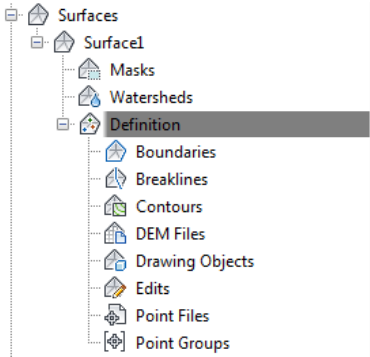 Surfaces
Surface1
Masks
Watersheds
Definition
Boundaries
Breaklines
Contours
DEM Files
Drawing Objects
Edits
Point Files
Point Groups